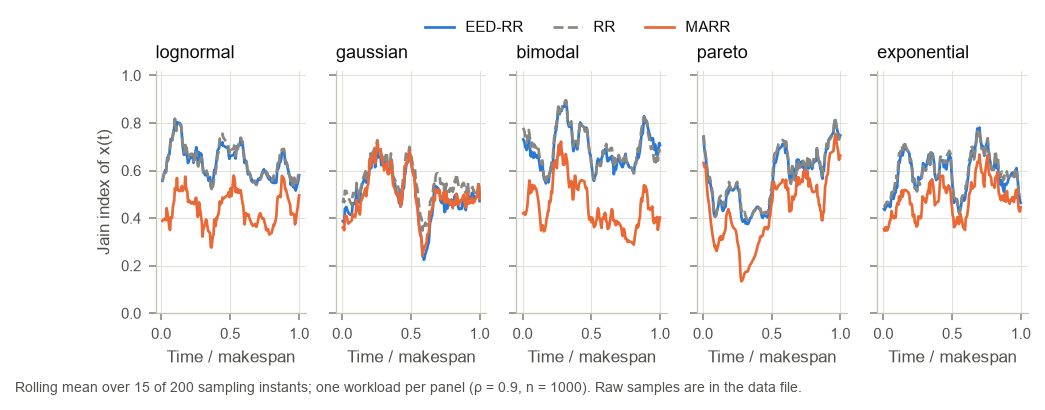 EED-RR RR MARR
lognormal gaussian bimodal pareto exponential
Jain index of x(t)
1.0
0.8
0.6
0.4
0.2
0.0
0.0 0.5 1.0 0.0 0.5 1.0 0.0 0.5 1.0 0.0 0.5 1.0 0.0 0.5 1.0
Time / makespan Time / makespan Time / makespan Time / makespan Time / makespan
Rolling mean over 15 of 200 sampling instants; one workload per panel (ρ = 0.9, n = 1000). Raw samples are in the data file.